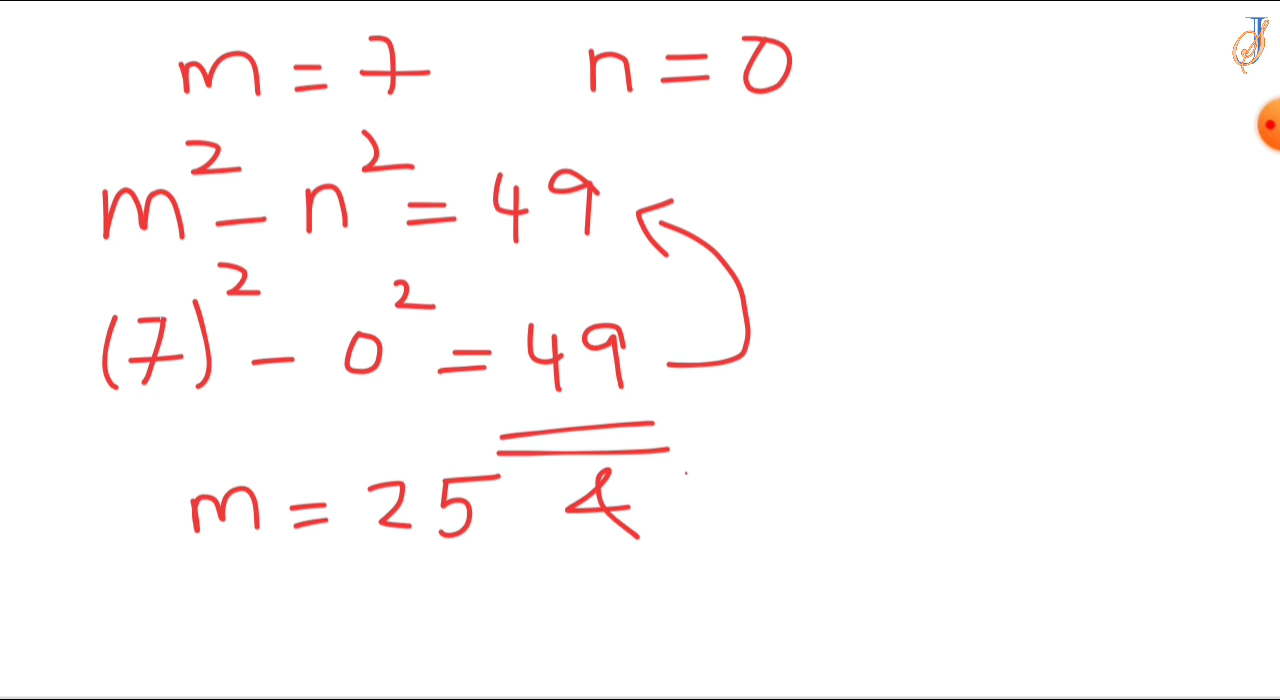 m = 7 n = 0
m² - n² = 49
(7)² - 0² = 49
m = 25 &